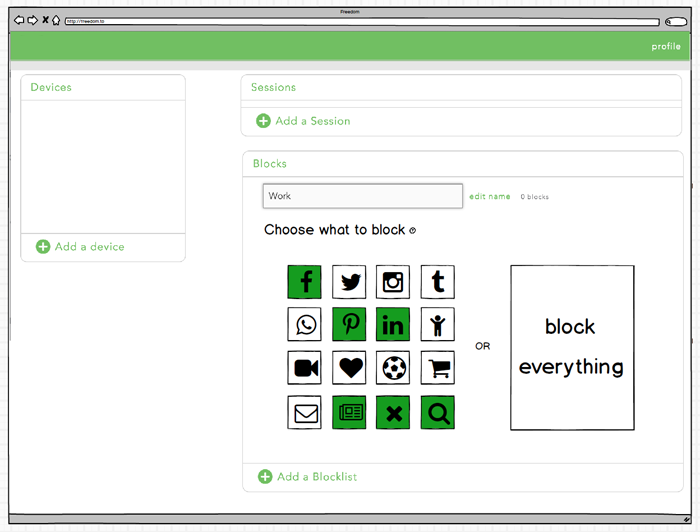 Freedom
http://freedom.to
profile
Devices
Add a device
Sessions
Add a Session
Blocks
Work
edit name
0 blocks
Choose what to block
OR
block
everything
Add a Blocklist